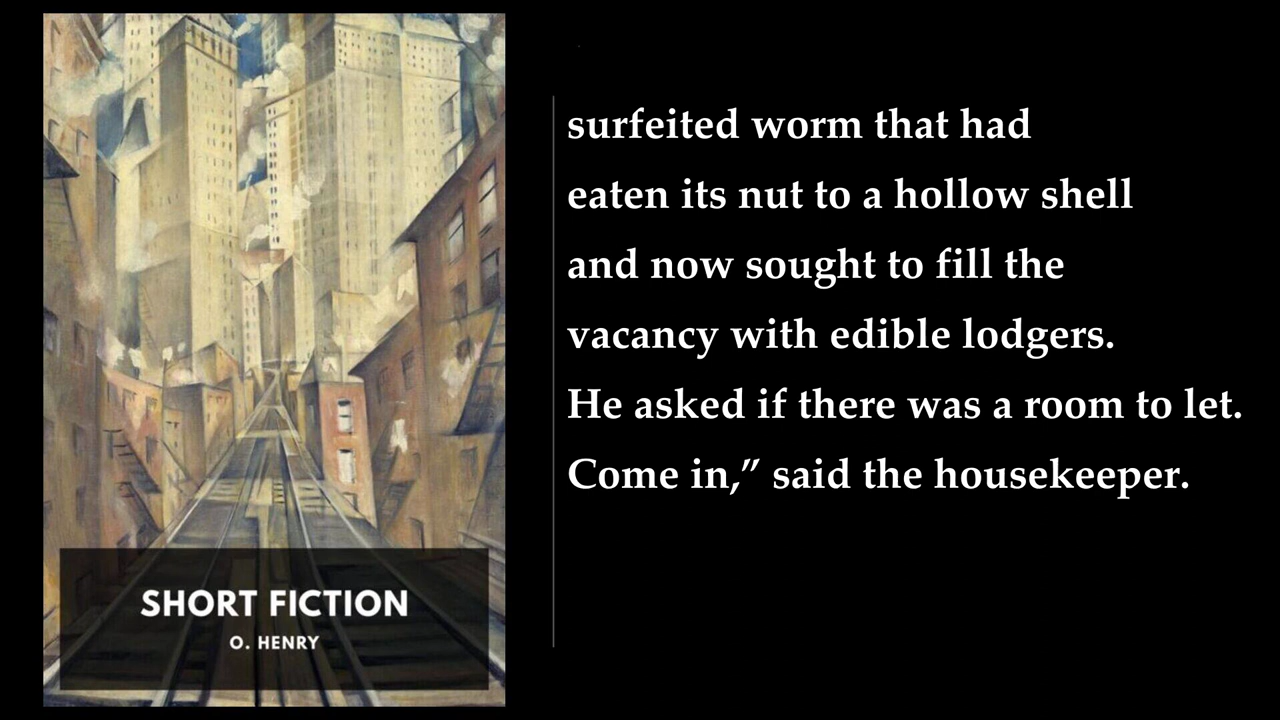 SHORT FICTION
O. HENRY
surfeited worm that had
eaten its nut to a hollow shell
and now sought to fill the
vacancy with edible lodgers.
He asked if there was a room to let.
Come in,” said the housekeeper.